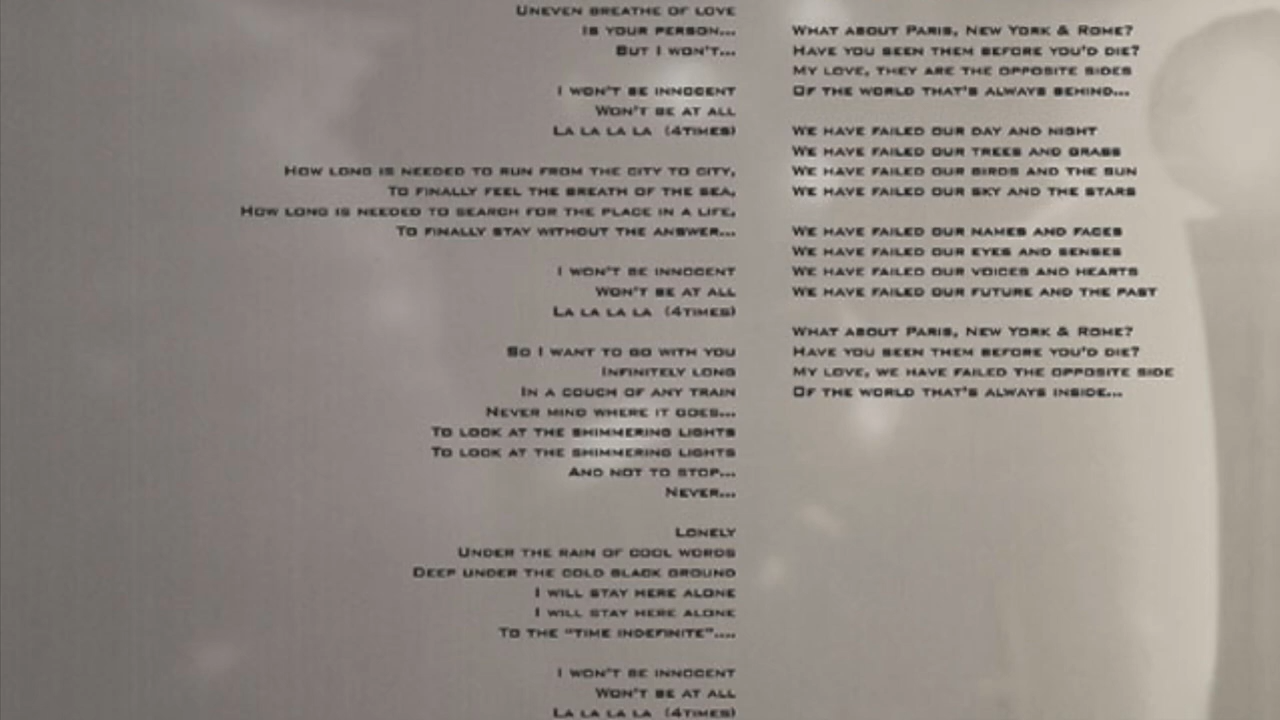 Uneven breathe of love
Is your person...
But I won't...
I won't be innocent
Won't be at all
La la la la (4times)
How long is needed to run from the city to city,
To finally feel the breath of the sea,
How long is needed to search for the place in a life,
To finally stay without the answer...
I won't be innocent
Won't be at all
La la la la (4times)
So I want to go with you
Infinitely long
In a couch of any train
Never mind where it goes...
To look at the shimmering lights
To look at the shimmering lights
And not to stop...
Never...
Lonely
Under the rain of cool words
Deep under the cold black ground
I will stay here alone
I will stay here alone
To the "time indefinite"....
I won't be innocent
Won't be at all
La la la la (4times)
What about Paris, New York & Rome?
Have you seen them before you'd die?
My love, they are the opposite sides
Of the world that's always behind...
We have failed our day and night
We have failed our trees and grass
We have failed our birds and the sun
We have failed our sky and the stars
We have failed our names and faces
We have failed our eyes and senses
We have failed our voices and hearts
We have failed our future and the past
What about Paris, New York & Rome?
Have you seen them before you'd die?
My love, we have failed the opposite side
Of the world that's always inside...